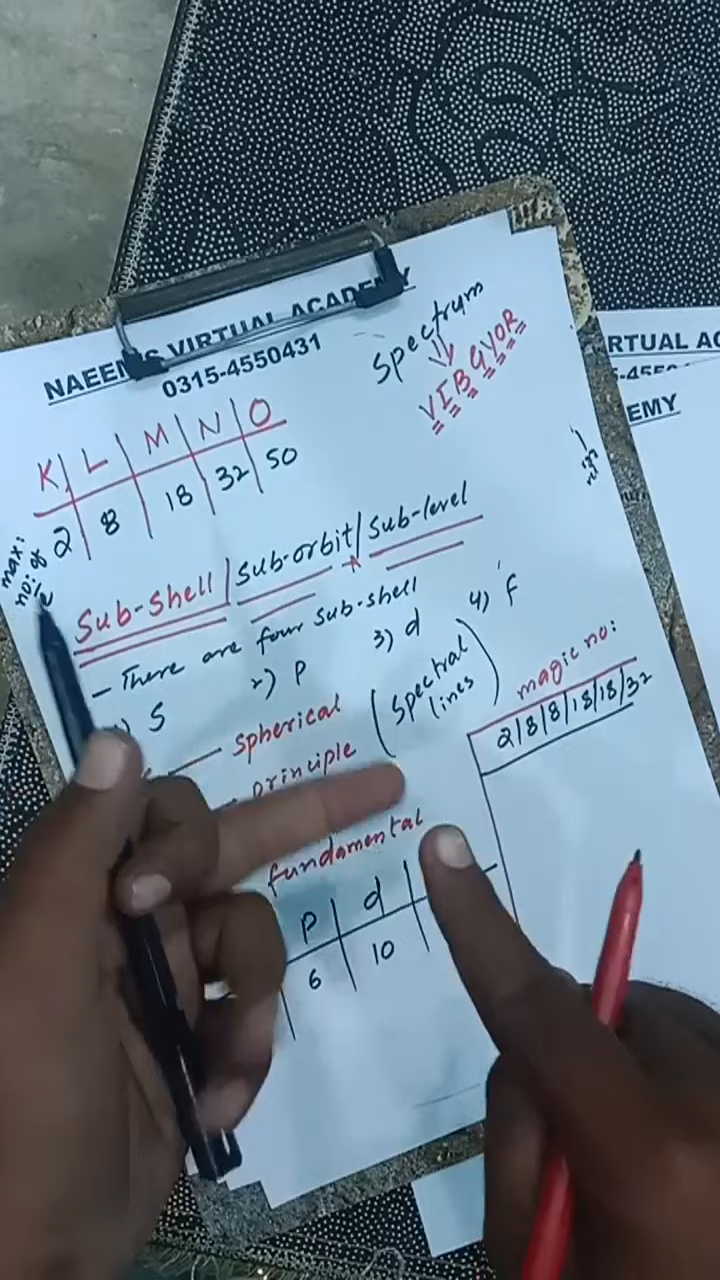 NAEEM'S VIRTUAL ACADEMY
0315-4550431
Spectrum
VIBGYOR
K L M N O
2 8 18 32 50
max:
no: of
e
Sub-shell / Sub-orbit / Sub-level
- There are four Sub-shell
) S 2) P 3) d 4) f
Spherical (Spectral
lines)
principle
fundamental
P d
6 10
magic no:
2/8/8/18/18/32
RTUAL AC
EMY